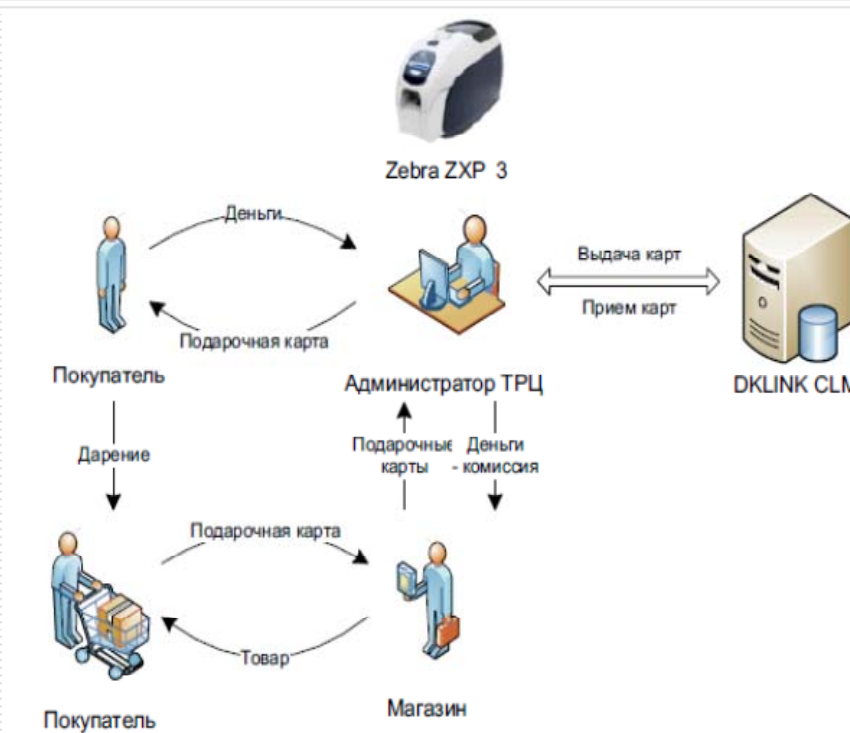 Zebra ZXP 3
Деньги
Выдача карт
Прием карт
Подарочная карта
Покупатель
Администратор ТРЦ
DKLINK CLM
Дарение
Подарочные
карты
Деньги
- комиссия
Подарочная карта
Товар
Покупатель
Магазин